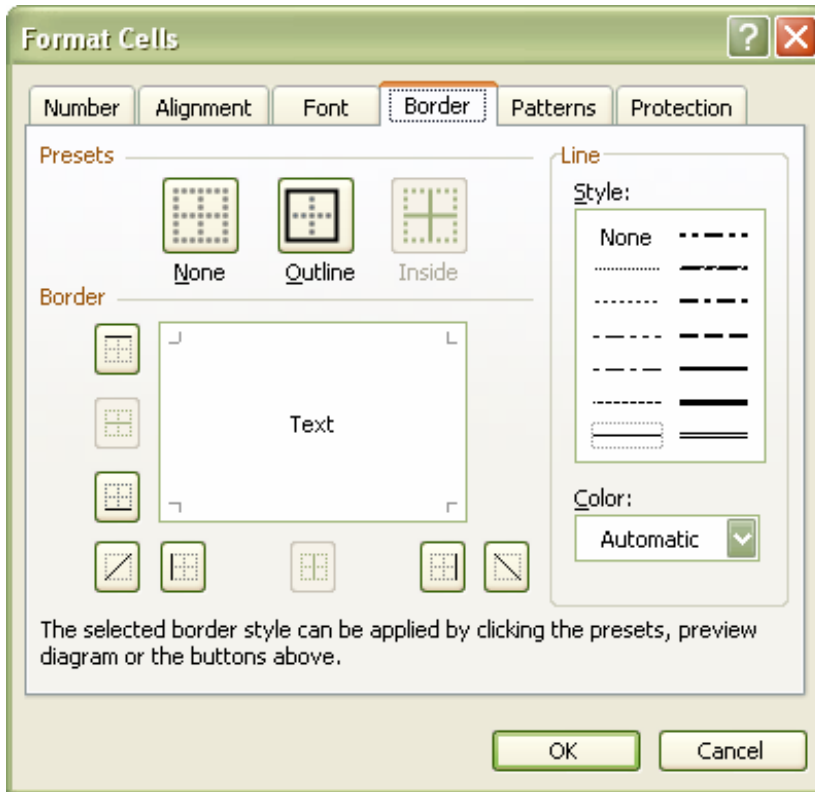 Format Cells
Number Alignment Font Border Patterns Protection
Presets
None Outline Inside
Border
Text
Line
Style:
None
Color:
Automatic
The selected border style can be applied by clicking the presets, preview
diagram or the buttons above.
OK Cancel